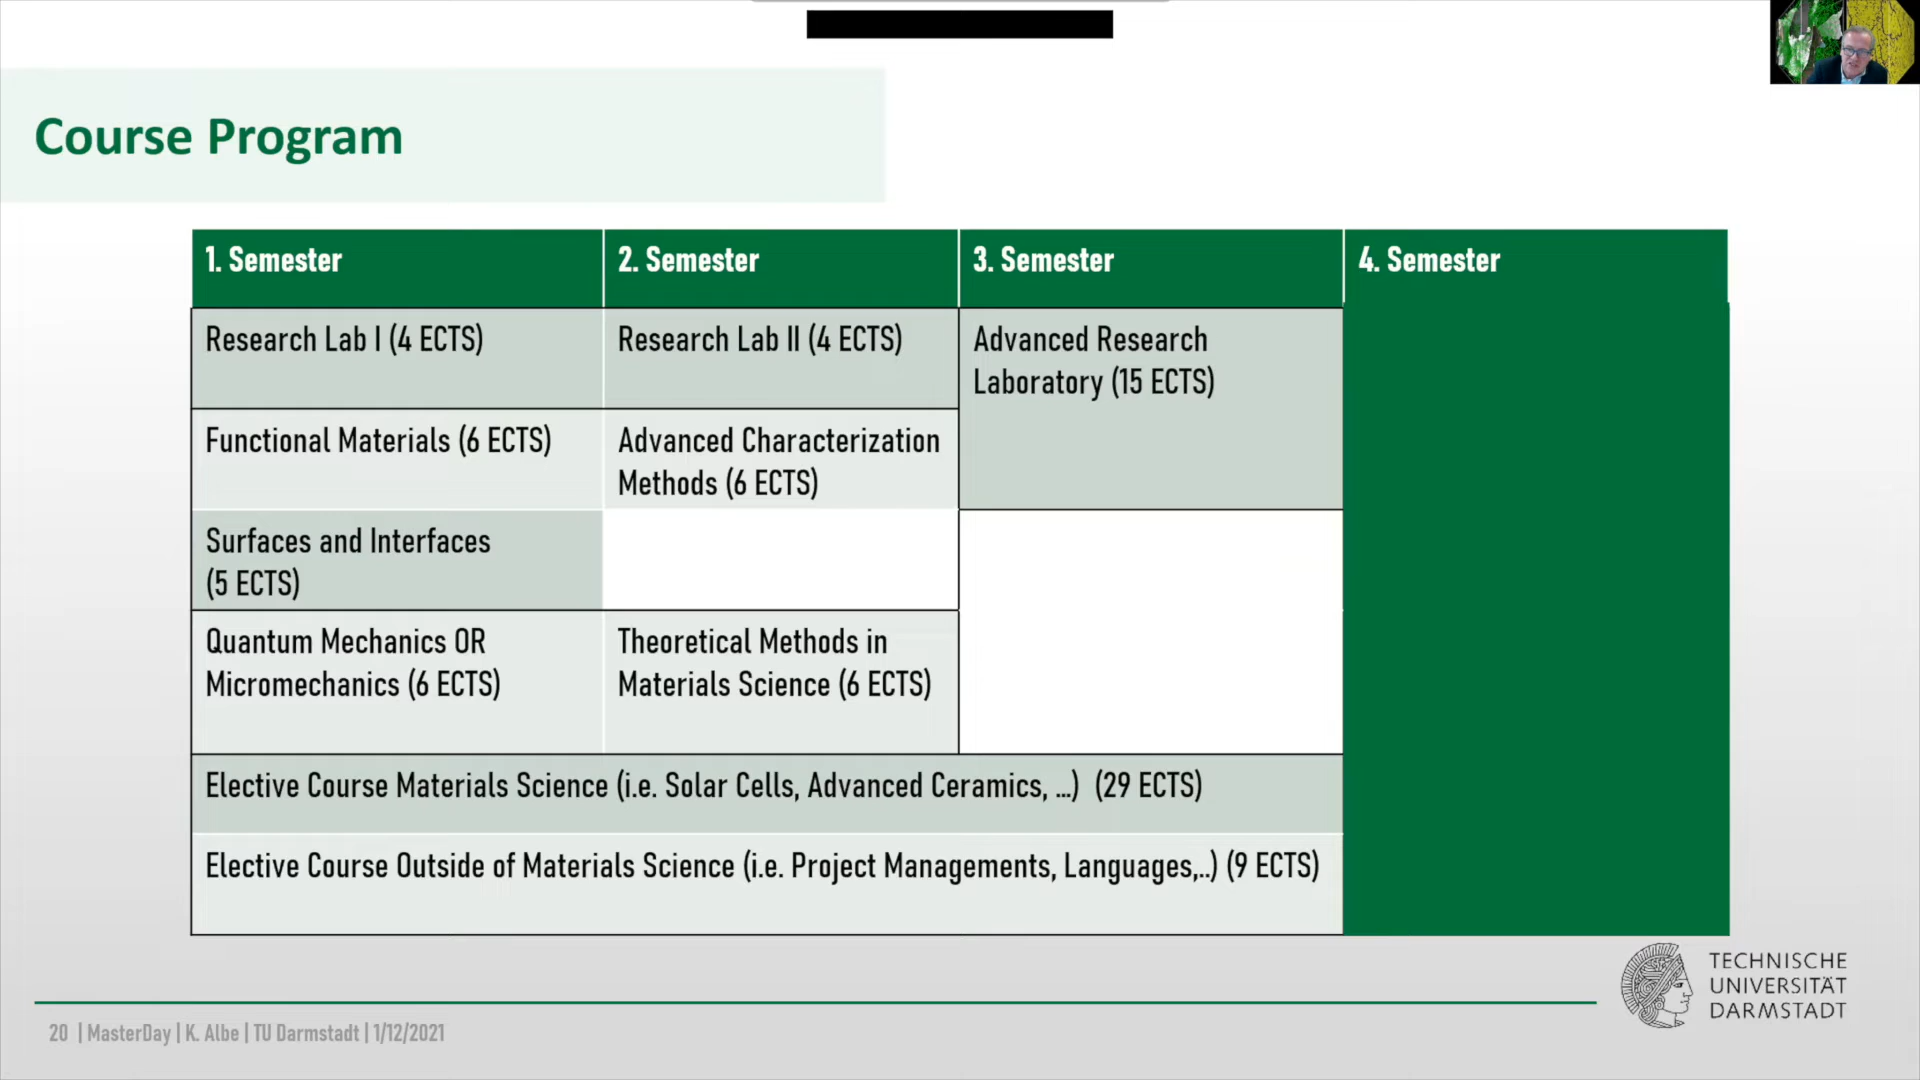 Course Program
1. Semester
2. Semester
3. Semester
4. Semester
Research Lab I (4 ECTS)
Research Lab II (4 ECTS)
Advanced Research
Laboratory (15 ECTS)
Functional Materials (6 ECTS)
Advanced Characterization
Methods (6 ECTS)
Surfaces and Interfaces
(5 ECTS)
Quantum Mechanics OR
Micromechanics (6 ECTS)
Theoretical Methods in
Materials Science (6 ECTS)
Elective Course Materials Science (i.e. Solar Cells, Advanced Ceramics, ...) (29 ECTS)
Elective Course Outside of Materials Science (i.e. Project Managements, Languages,..) (9 ECTS)
TECHNISCHE
UNIVERSITÄT
DARMSTADT
20 | MasterDay | K. Albe | TU Darmstadt | 1/12/2021